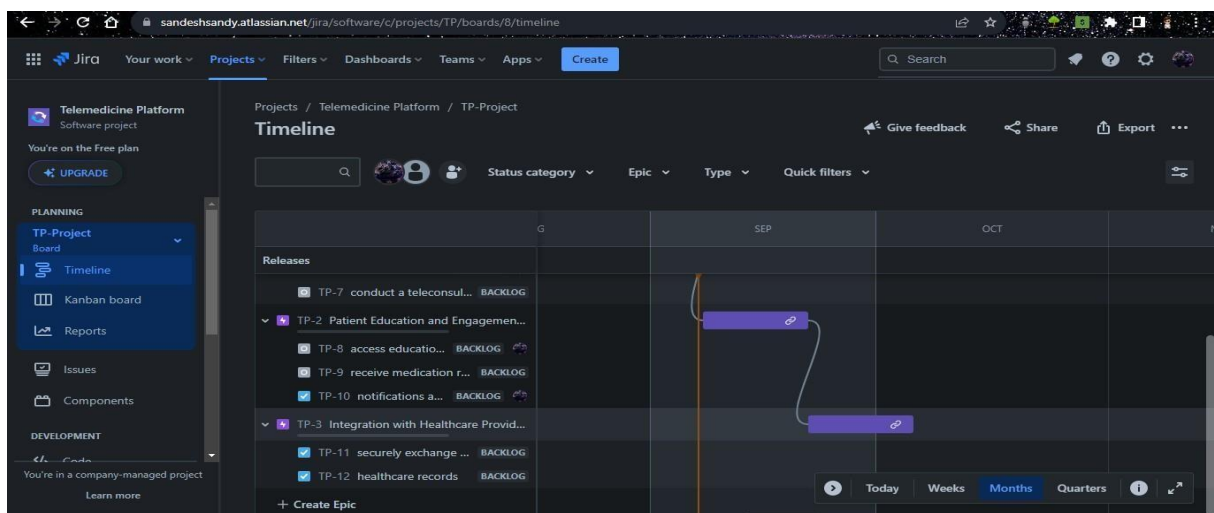 sandeshsandy.atlassian.net/jira/software/c/projects/TP/boards/8/timeline
Jira Your work Projects Filters Dashboards Teams Apps Create Search
Telemedicine Platform
Software project
You're on the Free plan
UPGRADE
PLANNING
TP-Project
Board
Timeline
Kanban board
Reports
Issues
Components
DEVELOPMENT
Code
You're in a company-managed project
Learn more
Projects / Telemedicine Platform / TP-Project
Timeline
Give feedback Share Export
Status category Epic Type Quick filters
G SEP OCT
Releases
TP-7 conduct a teleconsul... BACKLOG
TP-2 Patient Education and Engagemen...
TP-8 access educatio... BACKLOG
TP-9 receive medication r... BACKLOG
TP-10 notifications a... BACKLOG
TP-3 Integration with Healthcare Provid...
TP-11 securely exchange ... BACKLOG
TP-12 healthcare records BACKLOG
+ Create Epic
Today Weeks Months Quarters